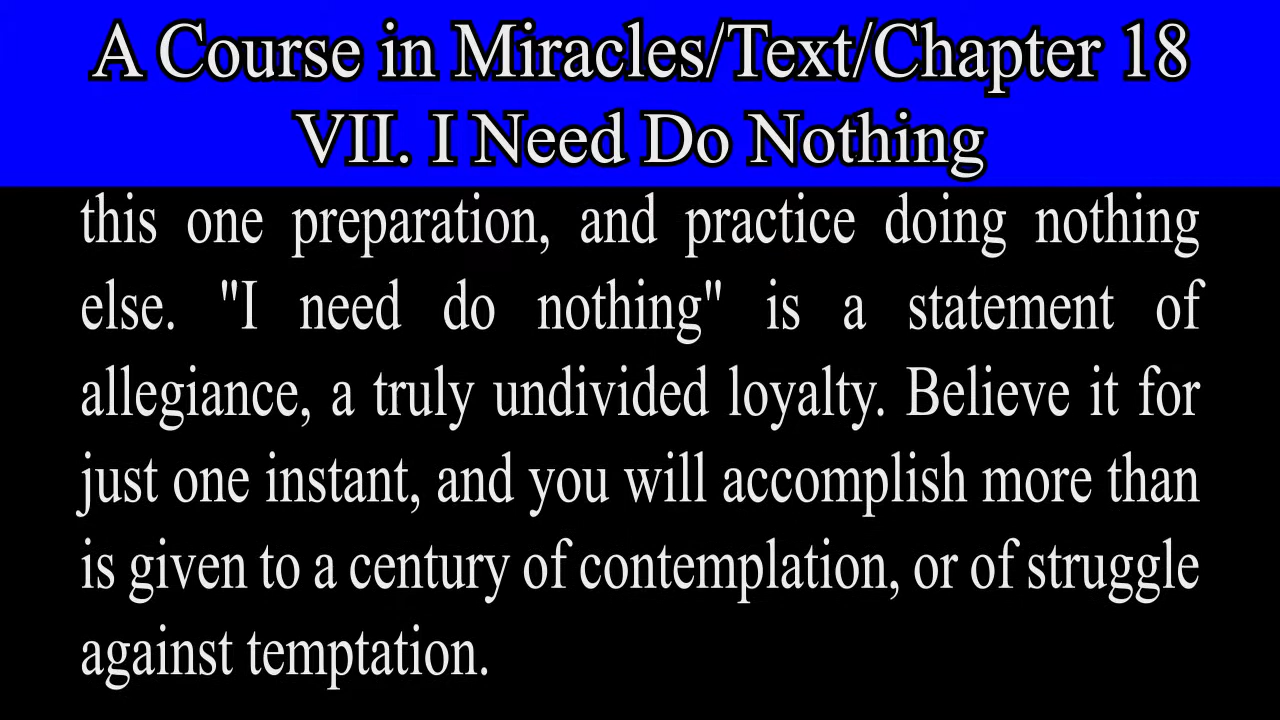 A Course in Miracles/Text/Chapter 18
VII. I Need Do Nothing
this one preparation, and practice doing nothing
else. "I need do nothing" is a statement of
allegiance, a truly undivided loyalty. Believe it for
just one instant, and you will accomplish more than
is given to a century of contemplation, or of struggle
against temptation.